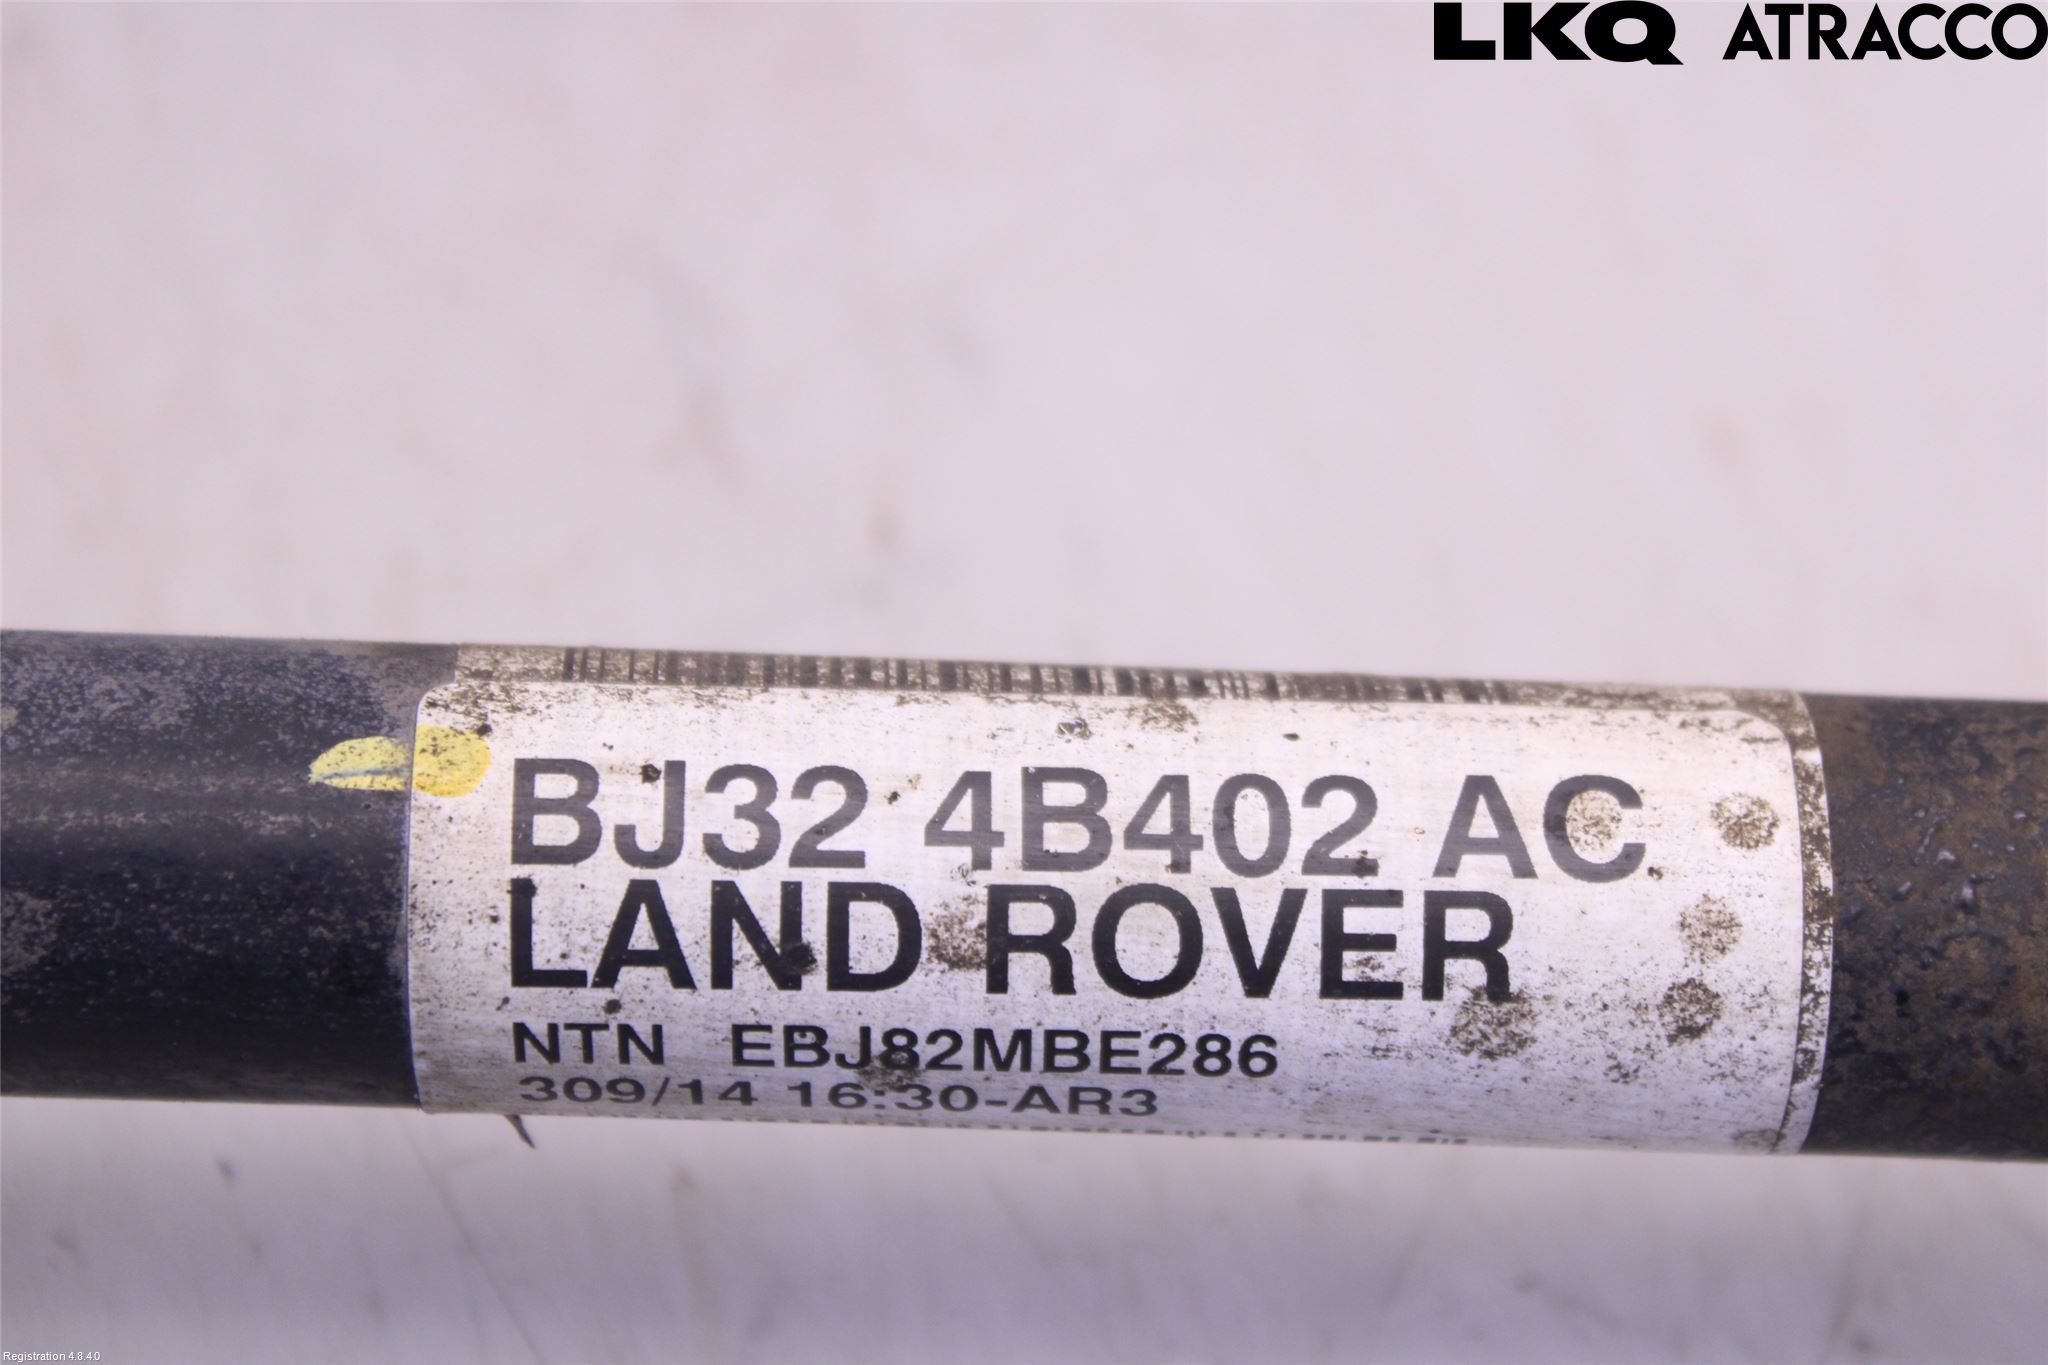 LKQ ATRACCO
BJ32 4B402 AC
LAND ROVER
NTN EBJ82MBE286
309/14 16:30-AR3
Registration 4.8.4.0